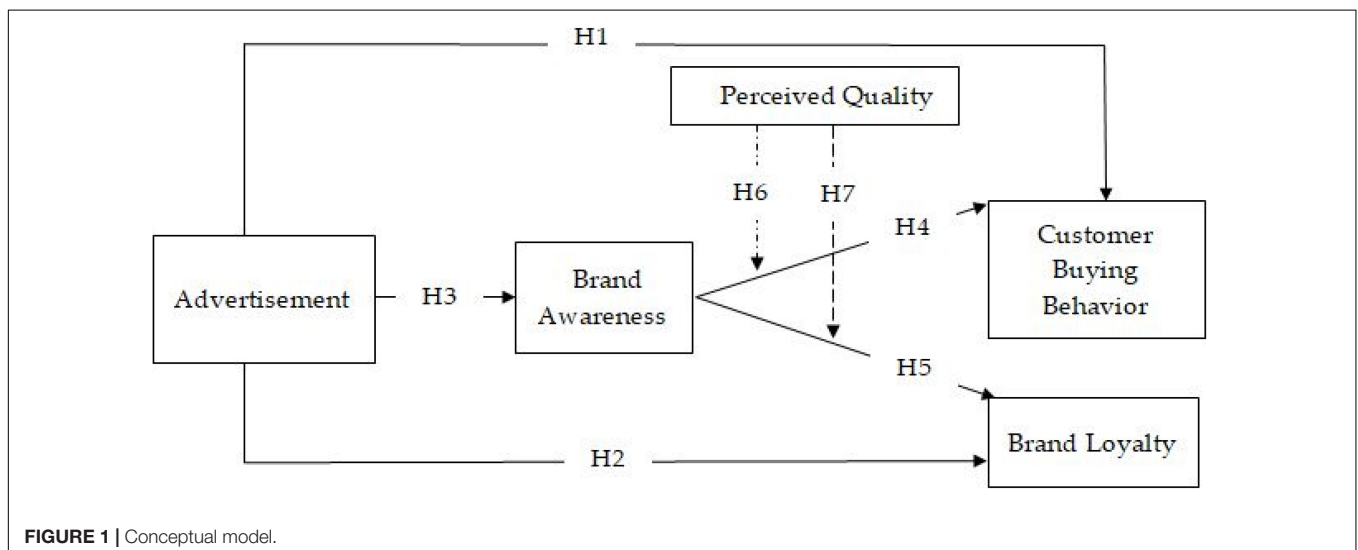 H1
Perceived Quality
H6
H7
H4
Customer
Buying
Behavior
Advertisement
H3
Brand
Awareness
H5
Brand Loyalty
H2
FIGURE 1 | Conceptual model.